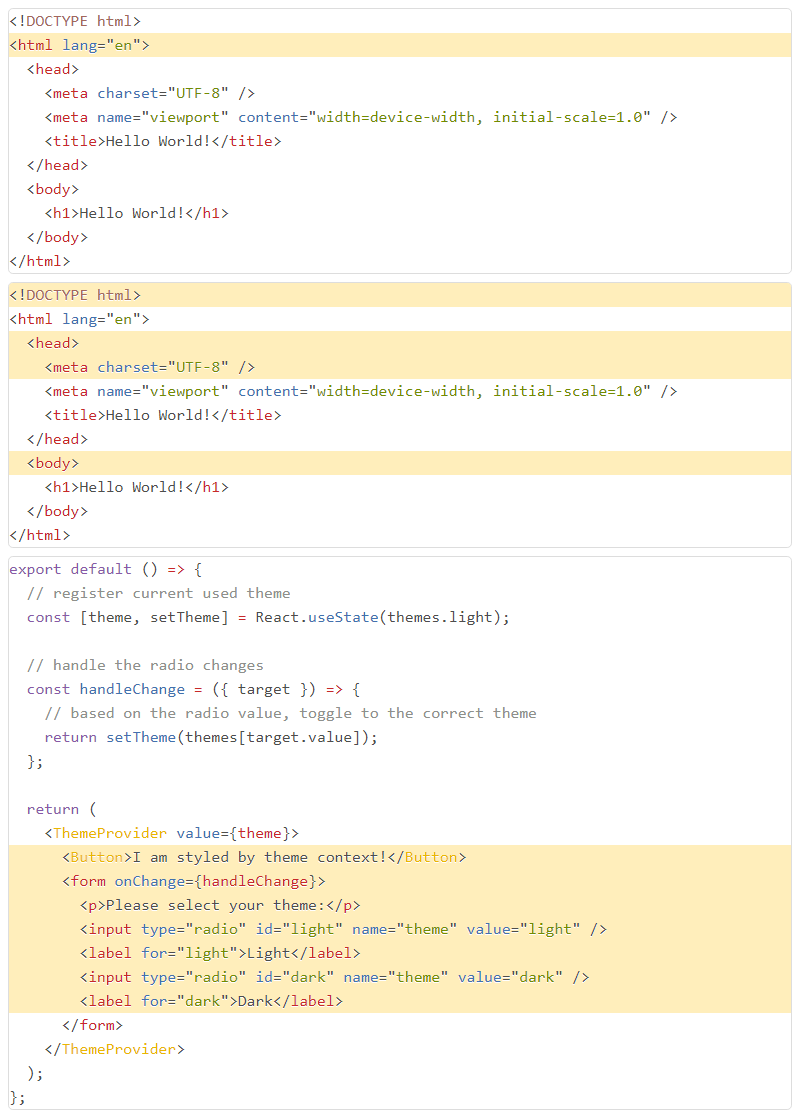 <!DOCTYPE html>
<html lang="en">
  <head>
    <meta charset="UTF-8" />
    <meta name="viewport" content="width=device-width, initial-scale=1.0" />
    <title>Hello World!</title>
  </head>
  <body>
    <h1>Hello World!</h1>
  </body>
</html>
<!DOCTYPE html>
<html lang="en">
  <head>
    <meta charset="UTF-8" />
    <meta name="viewport" content="width=device-width, initial-scale=1.0" />
    <title>Hello World!</title>
  </head>
  <body>
    <h1>Hello World!</h1>
  </body>
</html>
export default () => {
  // register current used theme
  const [theme, setTheme] = React.useState(themes.light);

  // handle the radio changes
  const handleChange = ({ target }) => {
    // based on the radio value, toggle to the correct theme
    return setTheme(themes[target.value]);
  };

  return (
    <ThemeProvider value={theme}>
      <Button>I am styled by theme context!</Button>
      <form onChange={handleChange}>
        <p>Please select your theme:</p>
        <input type="radio" id="light" name="theme" value="light" />
        <label for="light">Light</label>
        <input type="radio" id="dark" name="theme" value="dark" />
        <label for="dark">Dark</label>
      </form>
    </ThemeProvider>
  );
};